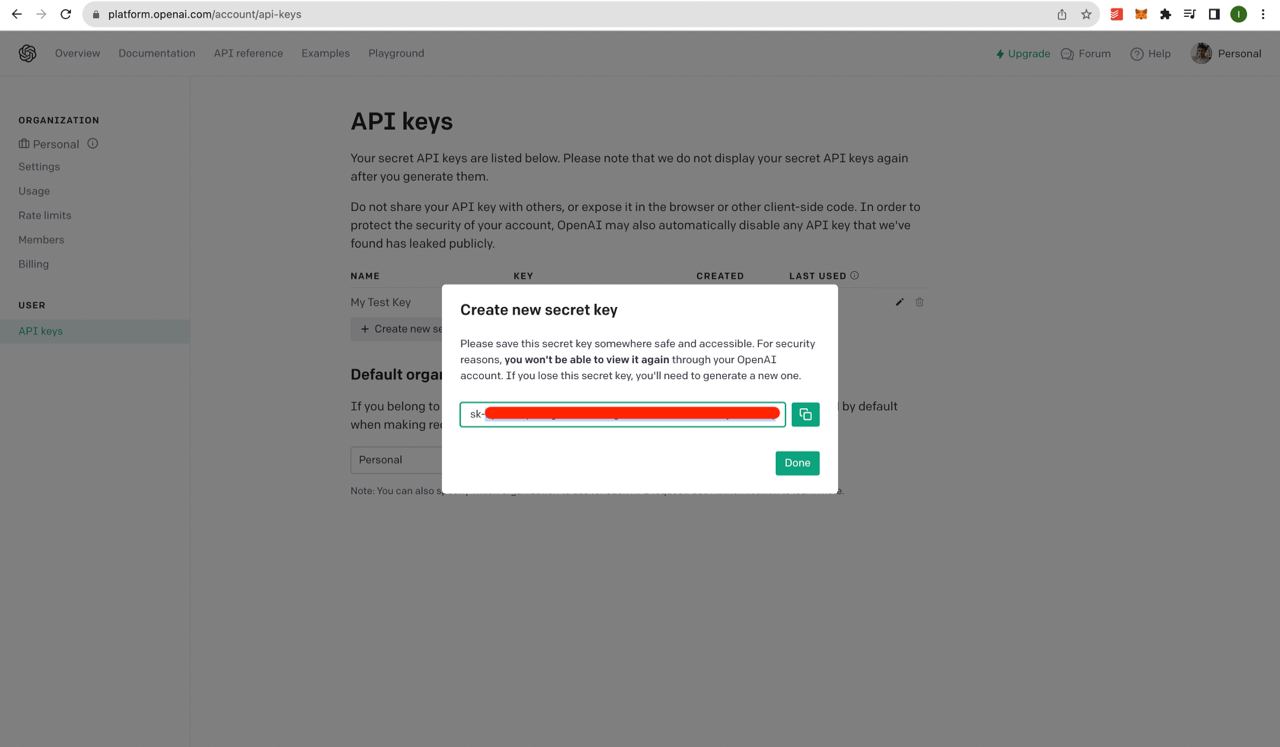 platform.openai.com/account/api-keys
I
Overview
Documentation
API reference
Examples
Playground
Upgrade
Forum
Help
Personal
ORGANIZATION
Personal
Settings
Usage
Rate limits
Members
Billing
USER
API keys
API keys
Your secret API keys are listed below. Please note that we do not display your secret API keys again
after you generate them.
Do not share your API key with others, or expose it in the browser or other client-side code. In order to
protect the security of your account, OpenAI may also automatically disable any API key that we've
found has leaked publicly.
NAME KEY CREATED LAST USED
My Test Key
+ Create new se
Default orga
If you belong to
by default
when making re
Personal
Note: You can also
Create new secret key
Please save this secret key somewhere safe and accessible. For security
reasons, you won't be able to view it again through your OpenAI
account. If you lose this secret key, you'll need to generate a new one.
sk-
Done